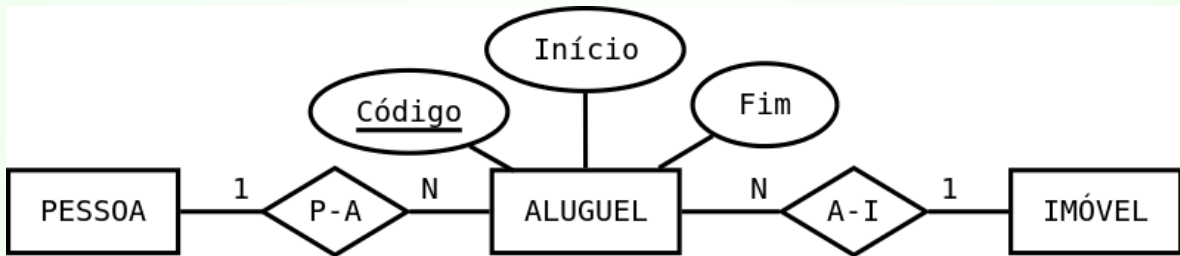 Início
Código
Fim
PESSOA 1 P-A N ALUGUEL N A-I 1 IMÓVEL